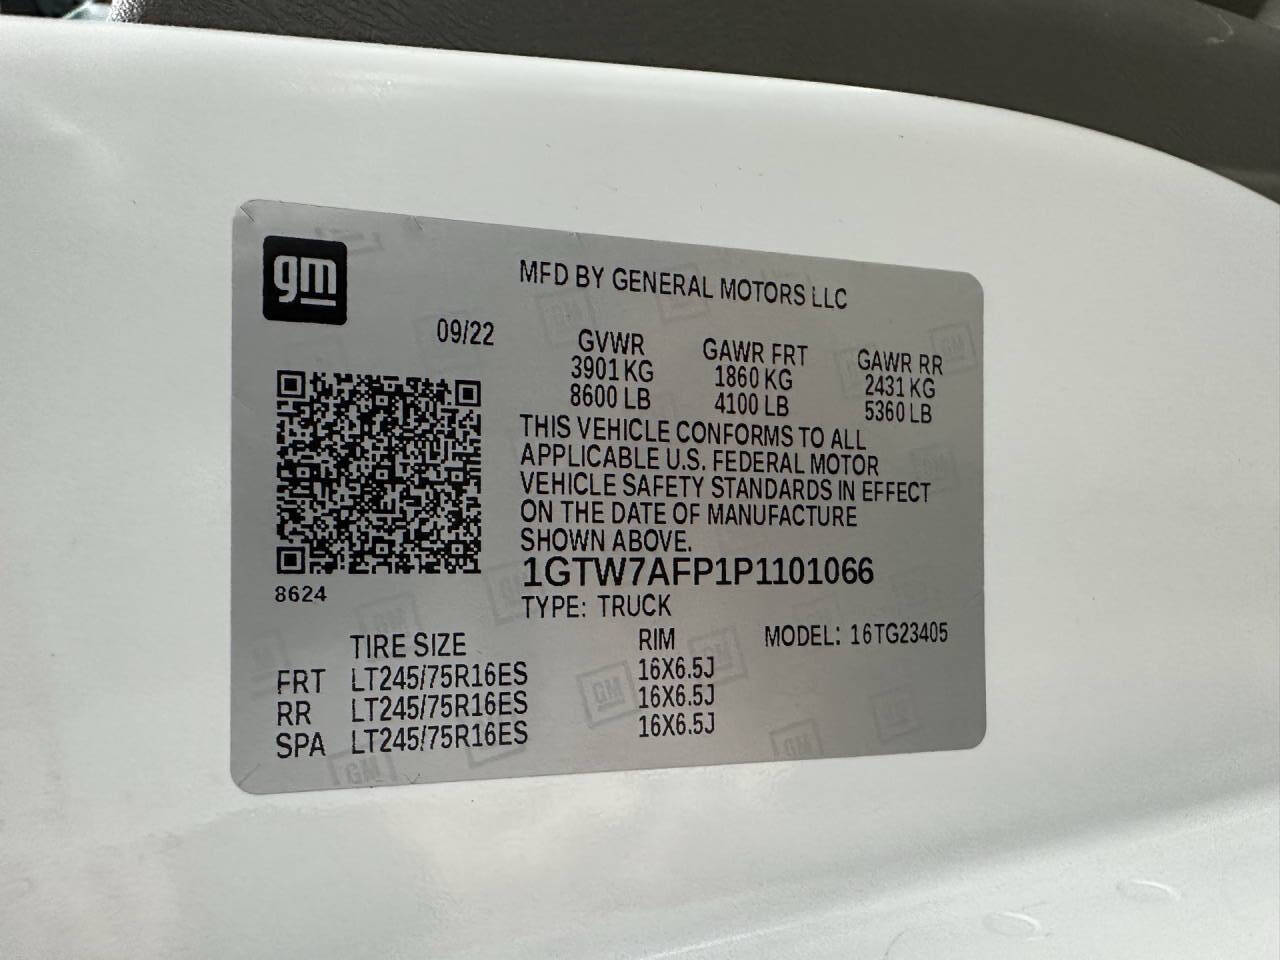 gm
MFD BY GENERAL MOTORS LLC
09/22
GVWR GAWR FRT GAWR RR
3901 KG 1860 KG 2431 KG
8600 LB 4100 LB 5360 LB
THIS VEHICLE CONFORMS TO ALL
APPLICABLE U.S. FEDERAL MOTOR
VEHICLE SAFETY STANDARDS IN EFFECT
ON THE DATE OF MANUFACTURE
SHOWN ABOVE.
1GTW7AFP1P1101066
8624
TYPE: TRUCK
TIRE SIZE RIM MODEL: 16TG23405
FRT LT245/75R16ES 16X6.5J
RR LT245/75R16ES 16X6.5J
SPA LT245/75R16ES 16X6.5J